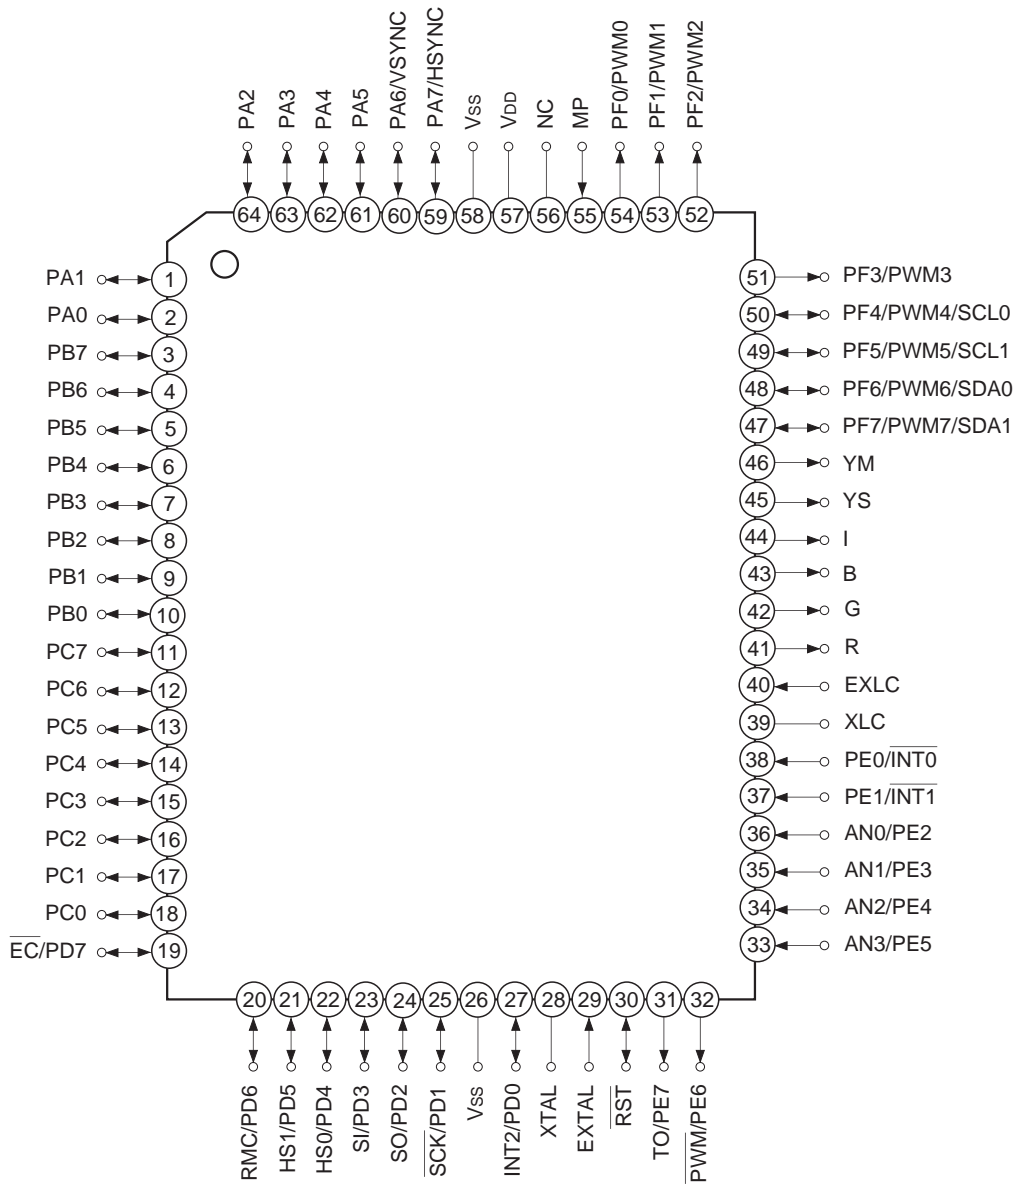 PA2
PA3
PA4
PA5
PA6/VSYNC
PA7/HSYNC
VSS
VDD
NC
MP
PF0/PWM0
PF1/PWM1
PF2/PWM2
64
63
62
61
60
59
58
57
56
55
54
53
52
PA1 1
PA0 2
PB7 3
PB6 4
PB5 5
PB4 6
PB3 7
PB2 8
PB1 9
PB0 10
PC7 11
PC6 12
PC5 13
PC4 14
PC3 15
PC2 16
PC1 17
PC0 18
E̅C̅/PD7 19
51 PF3/PWM3
50 PF4/PWM4/SCL0
49 PF5/PWM5/SCL1
48 PF6/PWM6/SDA0
47 PF7/PWM7/SDA1
46 YM
45 YS
44 I
43 B
42 G
41 R
40 EXLC
39 XLC
38 PE0/I̅N̅T̅0̅
37 PE1/I̅N̅T̅1̅
36 AN0/PE2
35 AN1/PE3
34 AN2/PE4
33 AN3/PE5
20
21
22
23
24
25
26
27
28
29
30
31
32
RMC/PD6
HS1/PD5
HS0/PD4
SI/PD3
SO/PD2
S̅C̅K̅/PD1
VSS
INT2/PD0
XTAL
EXTAL
R̅S̅T̅
TO/PE7
P̅W̅M̅/PE6